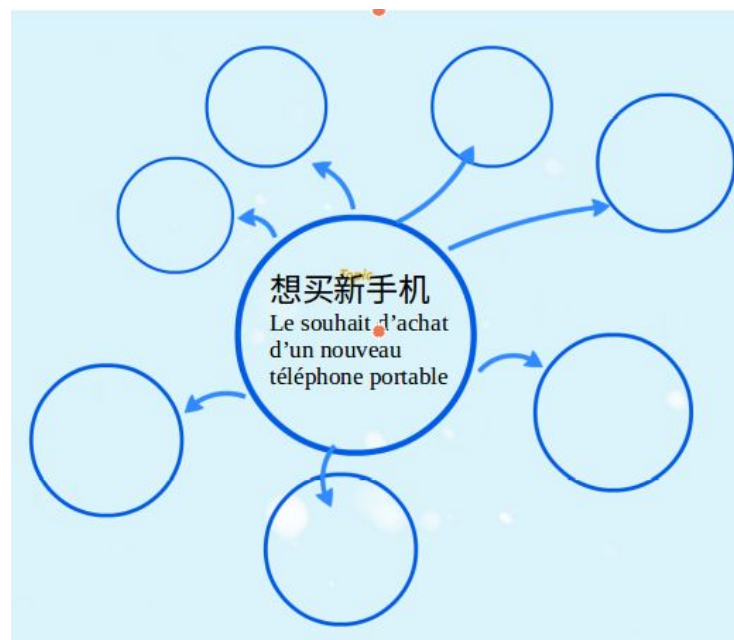 想买新手机
Le souhait d’achat
d’un nouveau
téléphone portable